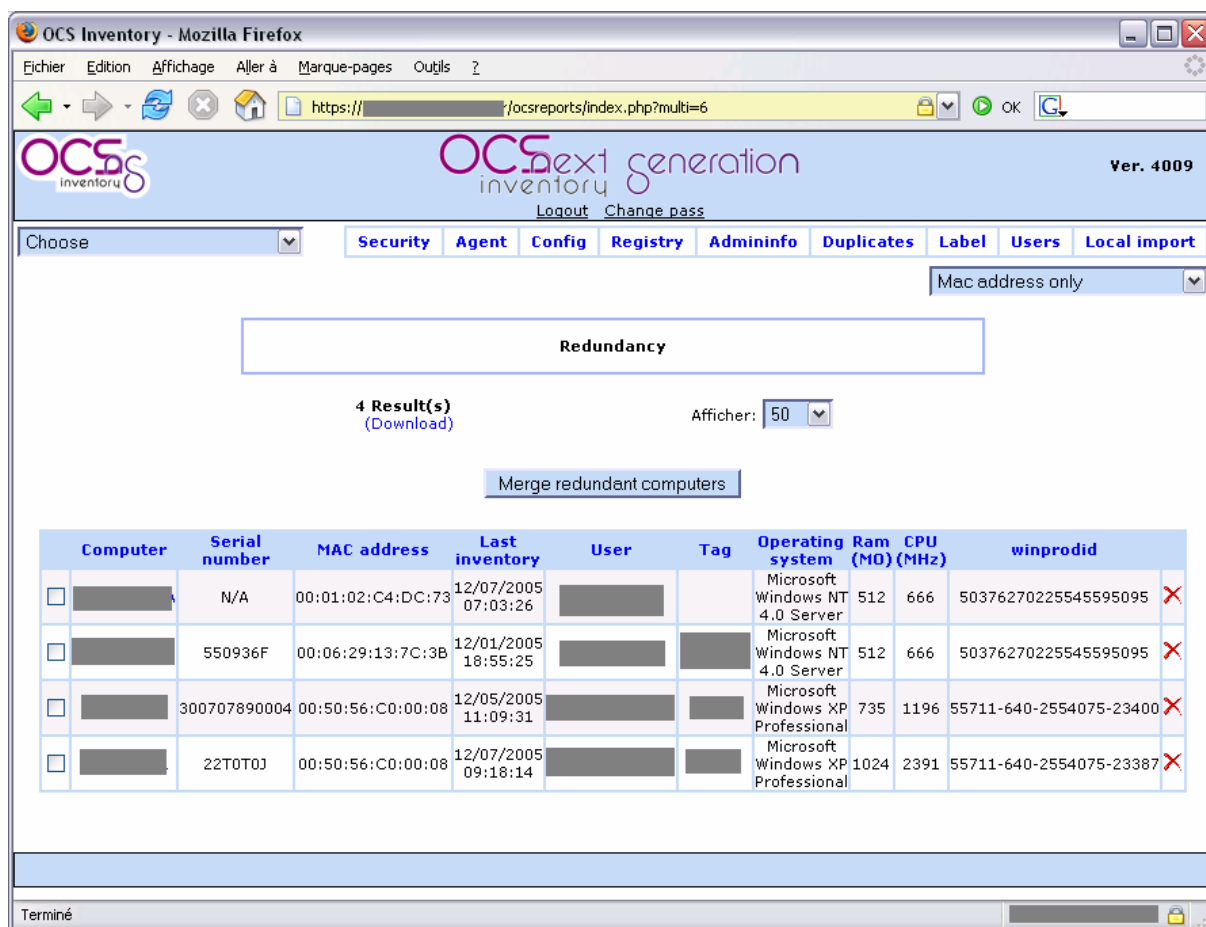 OCS Inventory - Mozilla Firefox
Fichier Edition Affichage Aller à Marque-pages Outils ?
https:// r/ocsreports/index.php?multi=6 OK G
OCS ng inventory
OCS next generation inventory
Ver. 4009
Logout Change pass
Choose
Security Agent Config Registry Admininfo Duplicates Label Users Local import
Mac address only
Redundancy
4 Result(s)
(Download)
Afficher: 50
Merge redundant computers
Computer Serial number MAC address Last inventory User Tag Operating system Ram (MO) CPU (MHz) winprodid
N/A 00:01:02:C4:DC:73 12/07/2005 07:03:26 Microsoft Windows NT 4.0 Server 512 666 50376270225545595095
550936F 00:06:29:13:7C:3B 12/01/2005 18:55:25 Microsoft Windows NT 4.0 Server 512 666 50376270225545595095
300707890004 00:50:56:C0:00:08 12/05/2005 11:09:31 Microsoft Windows XP Professional 735 1196 55711-640-2554075-23400
22T0T0J 00:50:56:C0:00:08 12/07/2005 09:18:14 Microsoft Windows XP Professional 1024 2391 55711-640-2554075-23387
Terminé